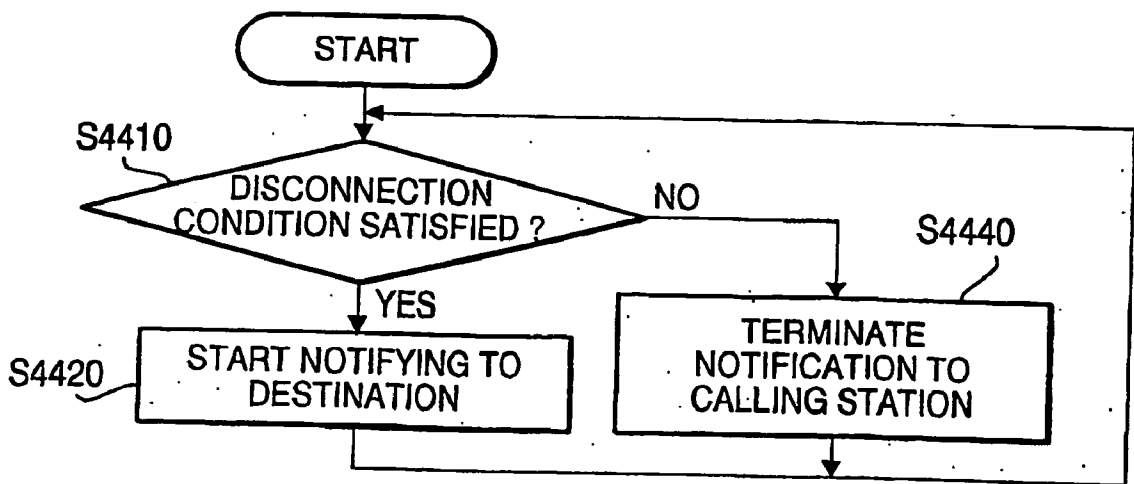 START
S4410
DISCONNECTION
CONDITION SATISFIED ?
NO
S4440
YES
S4420
START NOTIFYING TO
DESTINATION
TERMINATE
NOTIFICATION TO
CALLING STATION